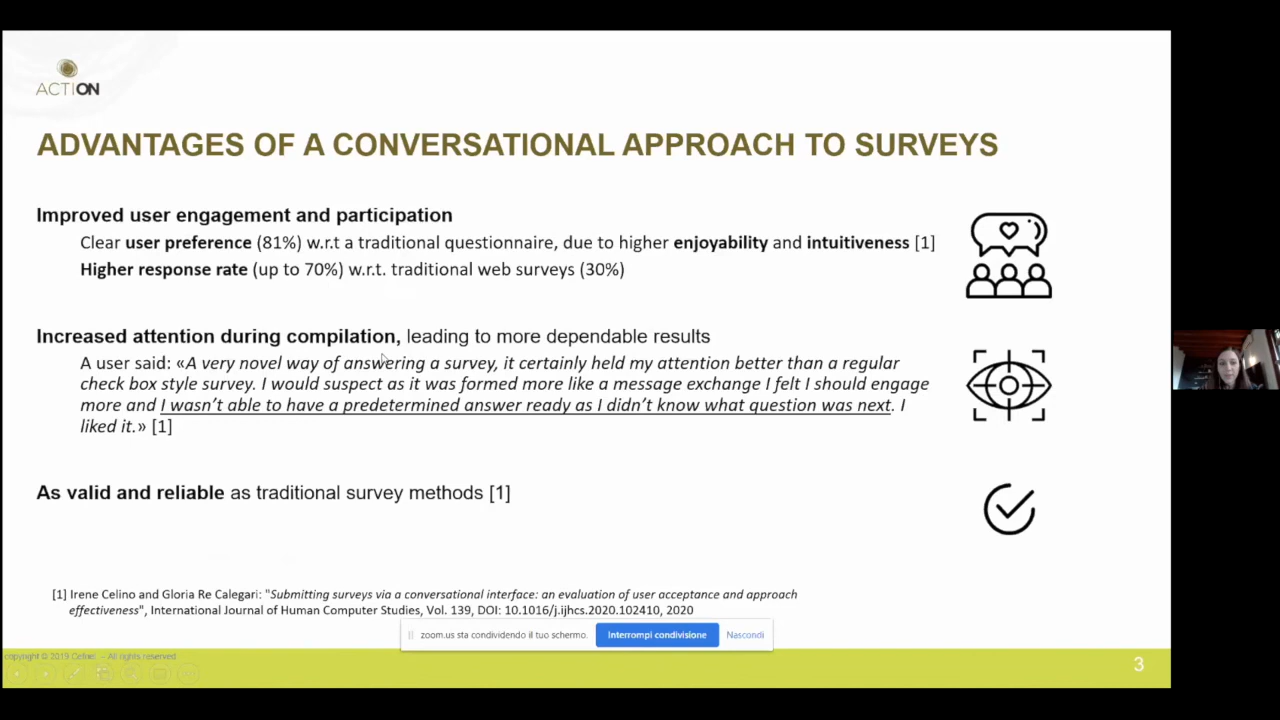 ACTION
ADVANTAGES OF A CONVERSATIONAL APPROACH TO SURVEYS
Improved user engagement and participation
Clear user preference (81%) w.r.t a traditional questionnaire, due to higher enjoyability and intuitiveness [1]
Higher response rate (up to 70%) w.r.t. traditional web surveys (30%)
Increased attention during compilation, leading to more dependable results
A user said: «A very novel way of answering a survey, it certainly held my attention better than a regular
check box style survey. I would suspect as it was formed more like a message exchange I felt I should engage
more and I wasn't able to have a predetermined answer ready as I didn't know what question was next. I
liked it.» [1]
As valid and reliable as traditional survey methods [1]
[1] Irene Celino and Gloria Re Calegari: "Submitting surveys via a conversational interface: an evaluation of user acceptance and approach
effectiveness", International Journal of Human Computer Studies, Vol. 139, DOI: 10.1016/j.ijhcs.2020.102410, 2020
zoom.us sta condividendo il tuo schermo. Interrompi condivisione Nascondi
copyright © 2019 Cefriel – All rights reserved
3